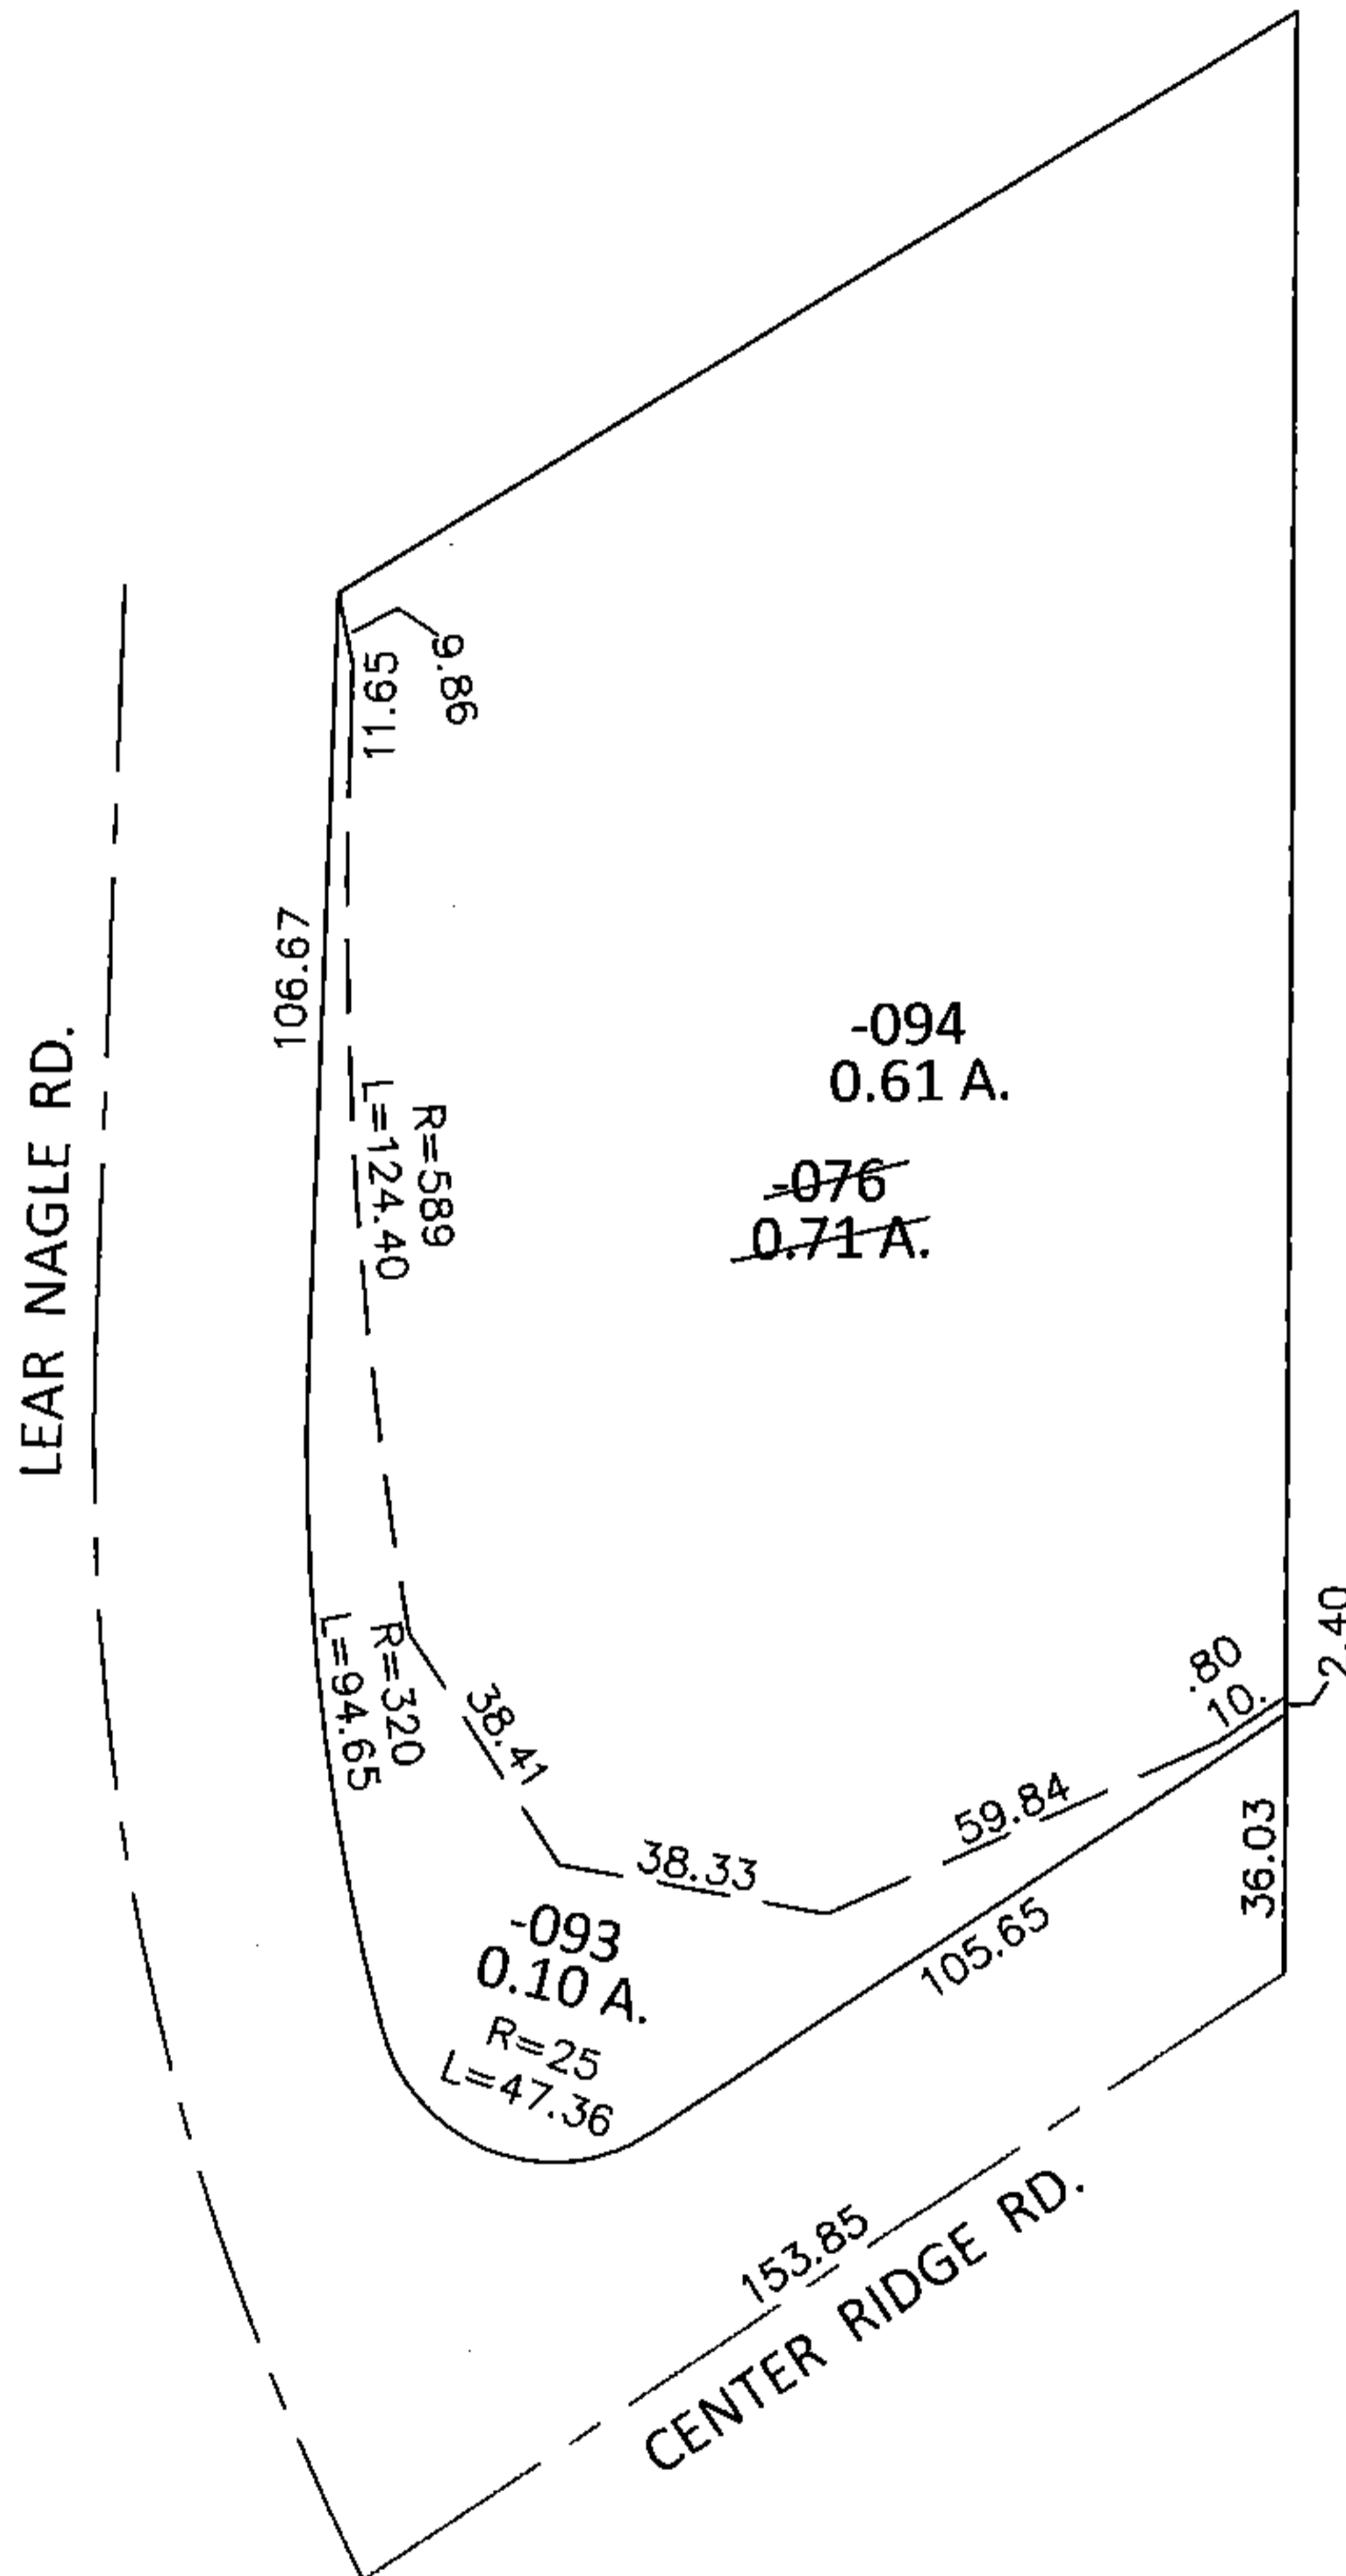 9.86
11.65
106.67
LEAR NAGLE RD.
-094
0.61 A.
R=589
L=124.40
-076
0.71 A.
2.40
R=320
L=94.65
.80
10.
38.41
59.84
36.03
38.33
105.65
-093
0.10 A.
R=25
L=47.36
153.85
CENTER RIDGE RD.